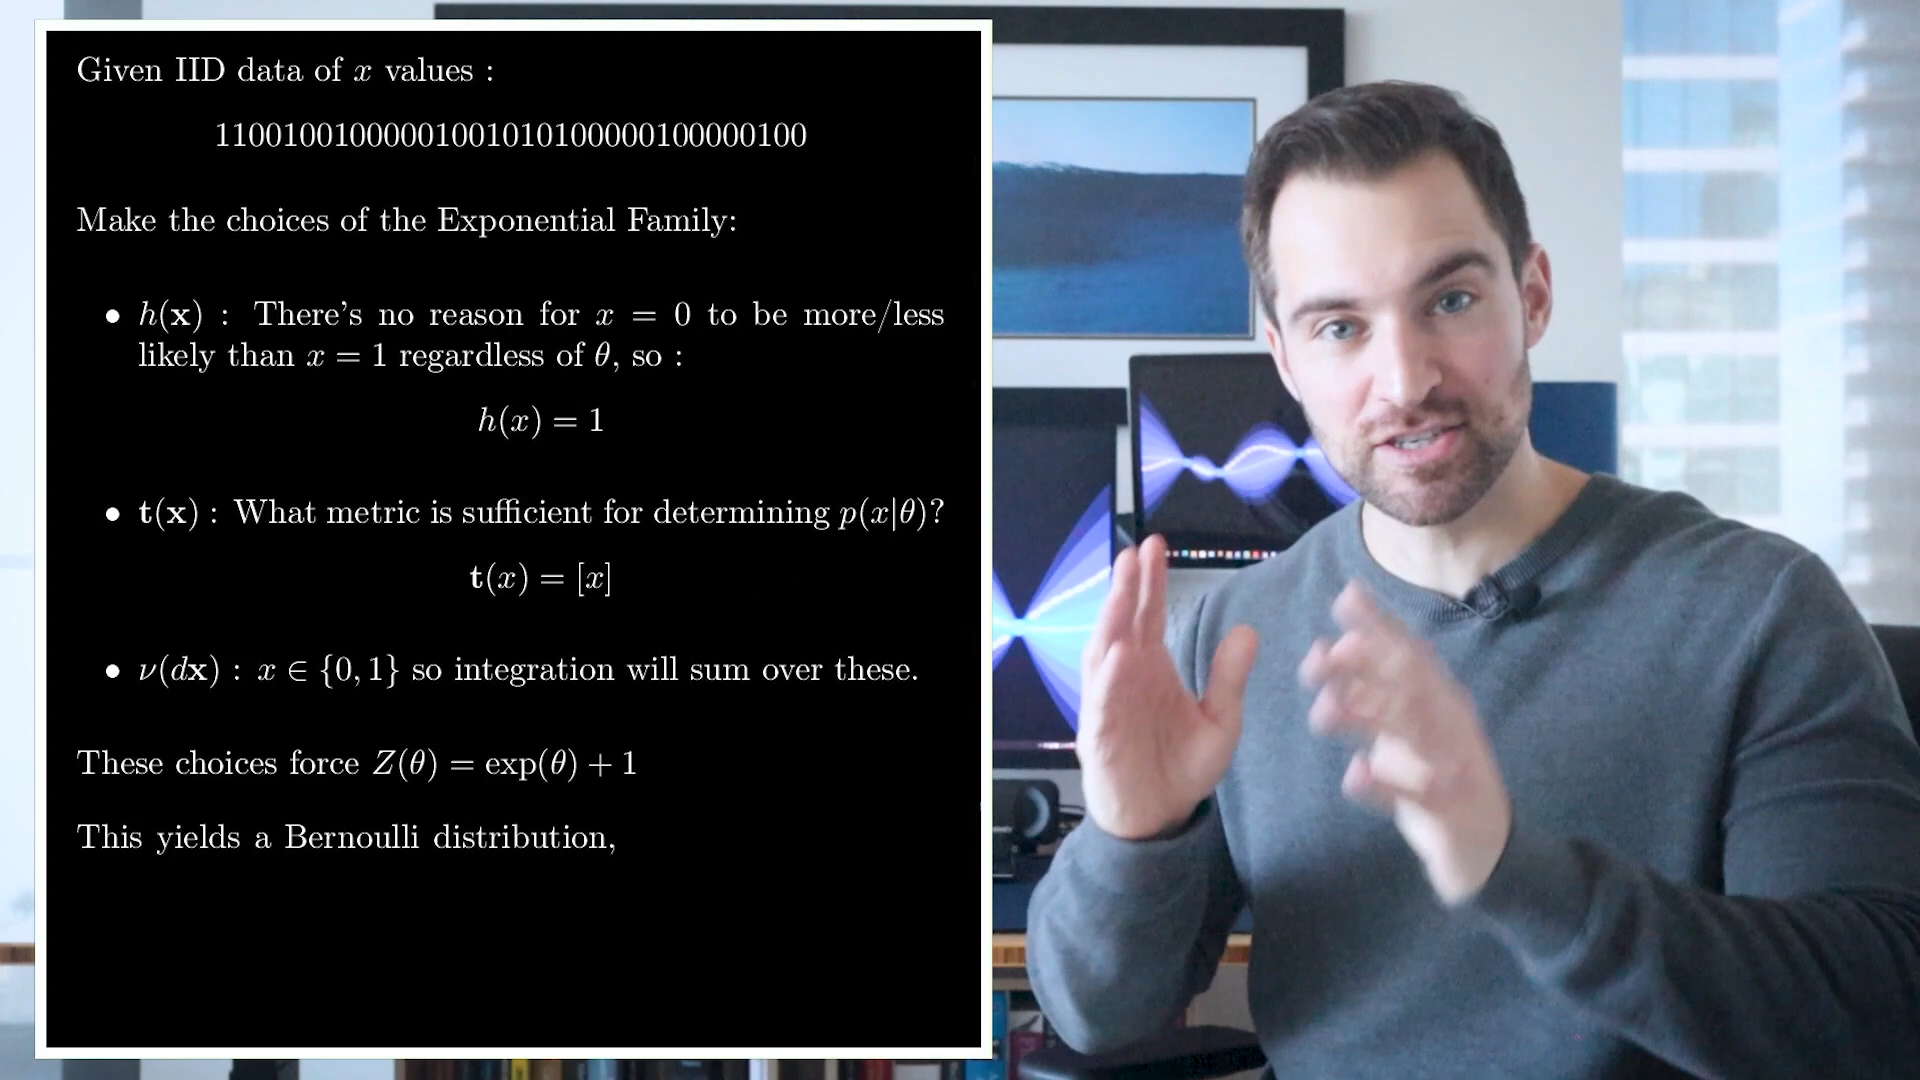 Given IID data of x values :
1100100100000100101010000010000100
Make the choices of the Exponential Family:
• h(𝐱) : There's no reason for x = 0 to be more/less
likely than x = 1 regardless of θ, so :
h(x) = 1
• 𝐭(𝐱) : What metric is sufficient for determining p(x|θ)?
𝐭(x) = [x]
• ν(d𝐱) : x ∈ {0, 1} so integration will sum over these.
These choices force Z(θ) = exp(θ) + 1
This yields a Bernoulli distribution,